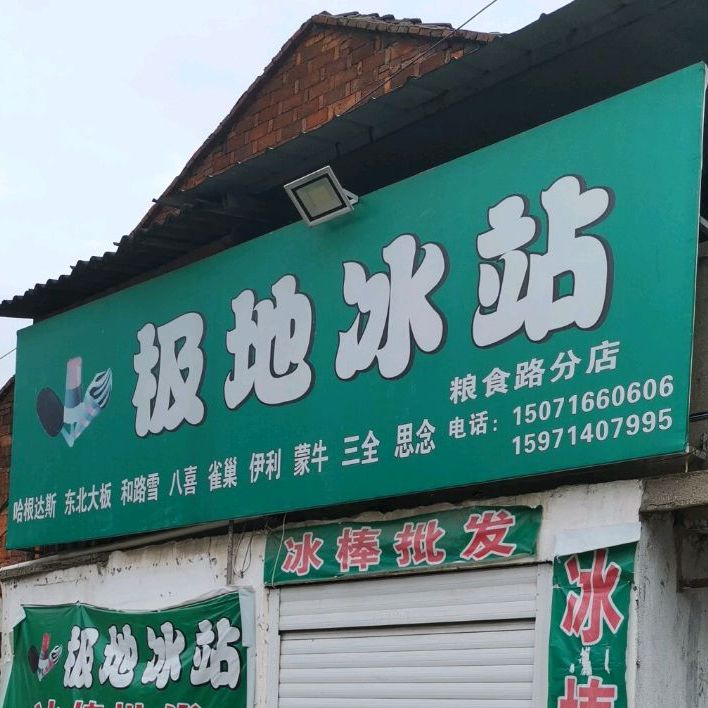 极地冰站
粮食路分店
哈根达斯 东北大板 和路雪 八喜 雀巢 伊利 蒙牛 三全 思念 电话：15071660606
15971407995
冰棒批发
极地冰站
冰棒